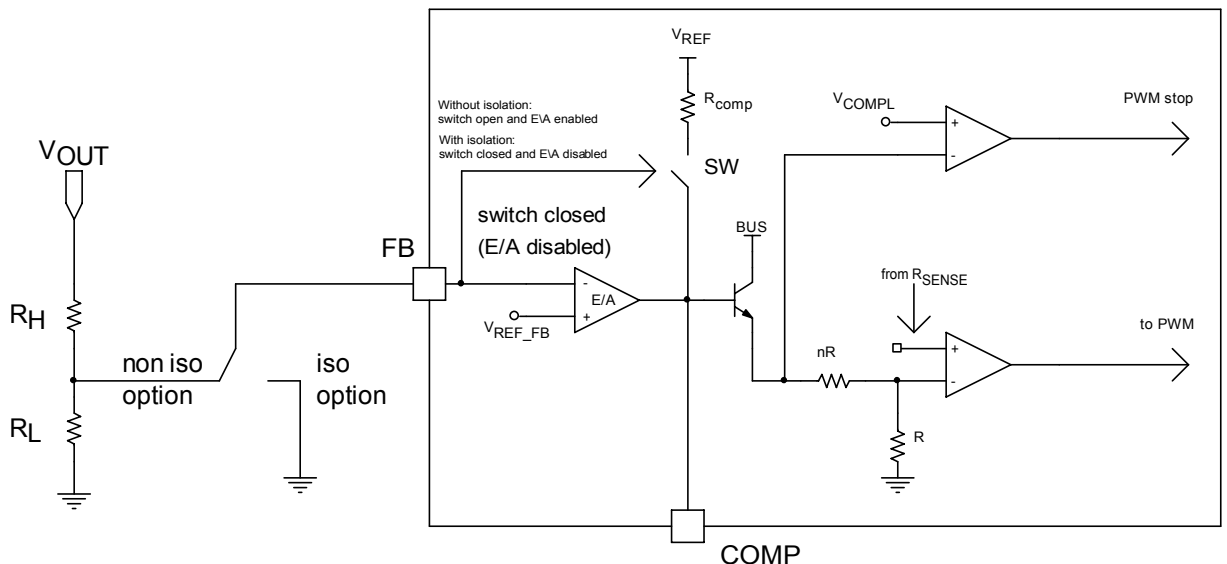 VREF
Rcomp
Without isolation:
switch open and E\A enabled
With isolation:
switch closed and E\A disabled
SW
VCOMPL
+
-
PWM stop
VOUT
switch closed
(E/A disabled)
FB
BUS
-
E/A
+
VREF_FB
from RSENSE
to PWM
RH
nR
+
-
non iso
option
iso
option
RL
R
COMP